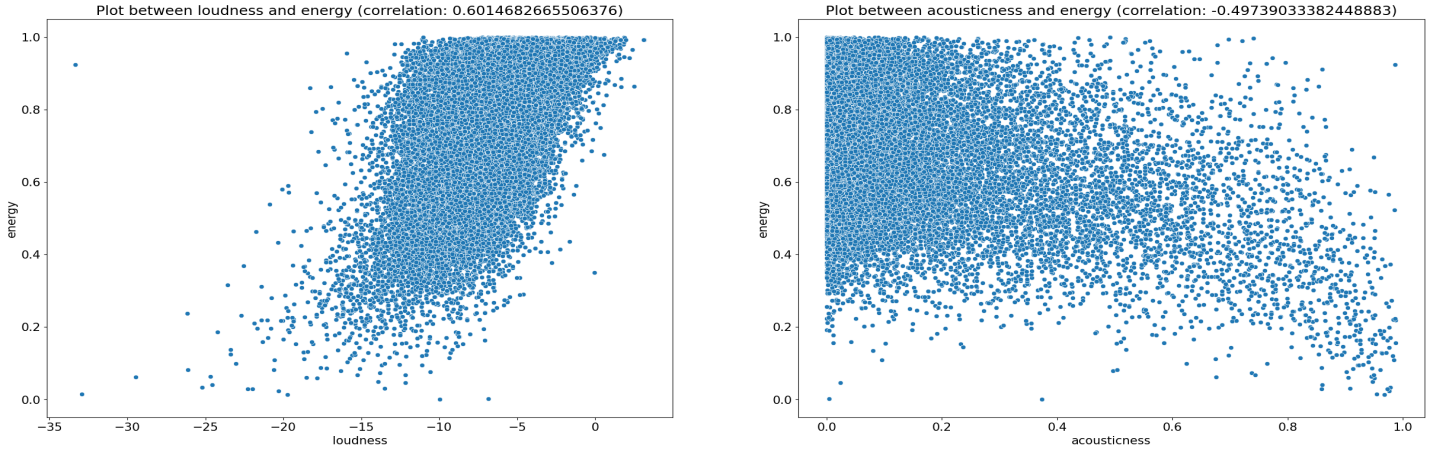 Plot between loudness and energy (correlation: 0.6014682665506376)
energy
1.0
0.8
0.6
0.4
0.2
0.0
−35 −30 −25 −20 −15 −10 −5 0
loudness
Plot between acousticness and energy (correlation: -0.49739033382448883)
energy
1.0
0.8
0.6
0.4
0.2
0.0
0.0 0.2 0.4 0.6 0.8 1.0
acousticness